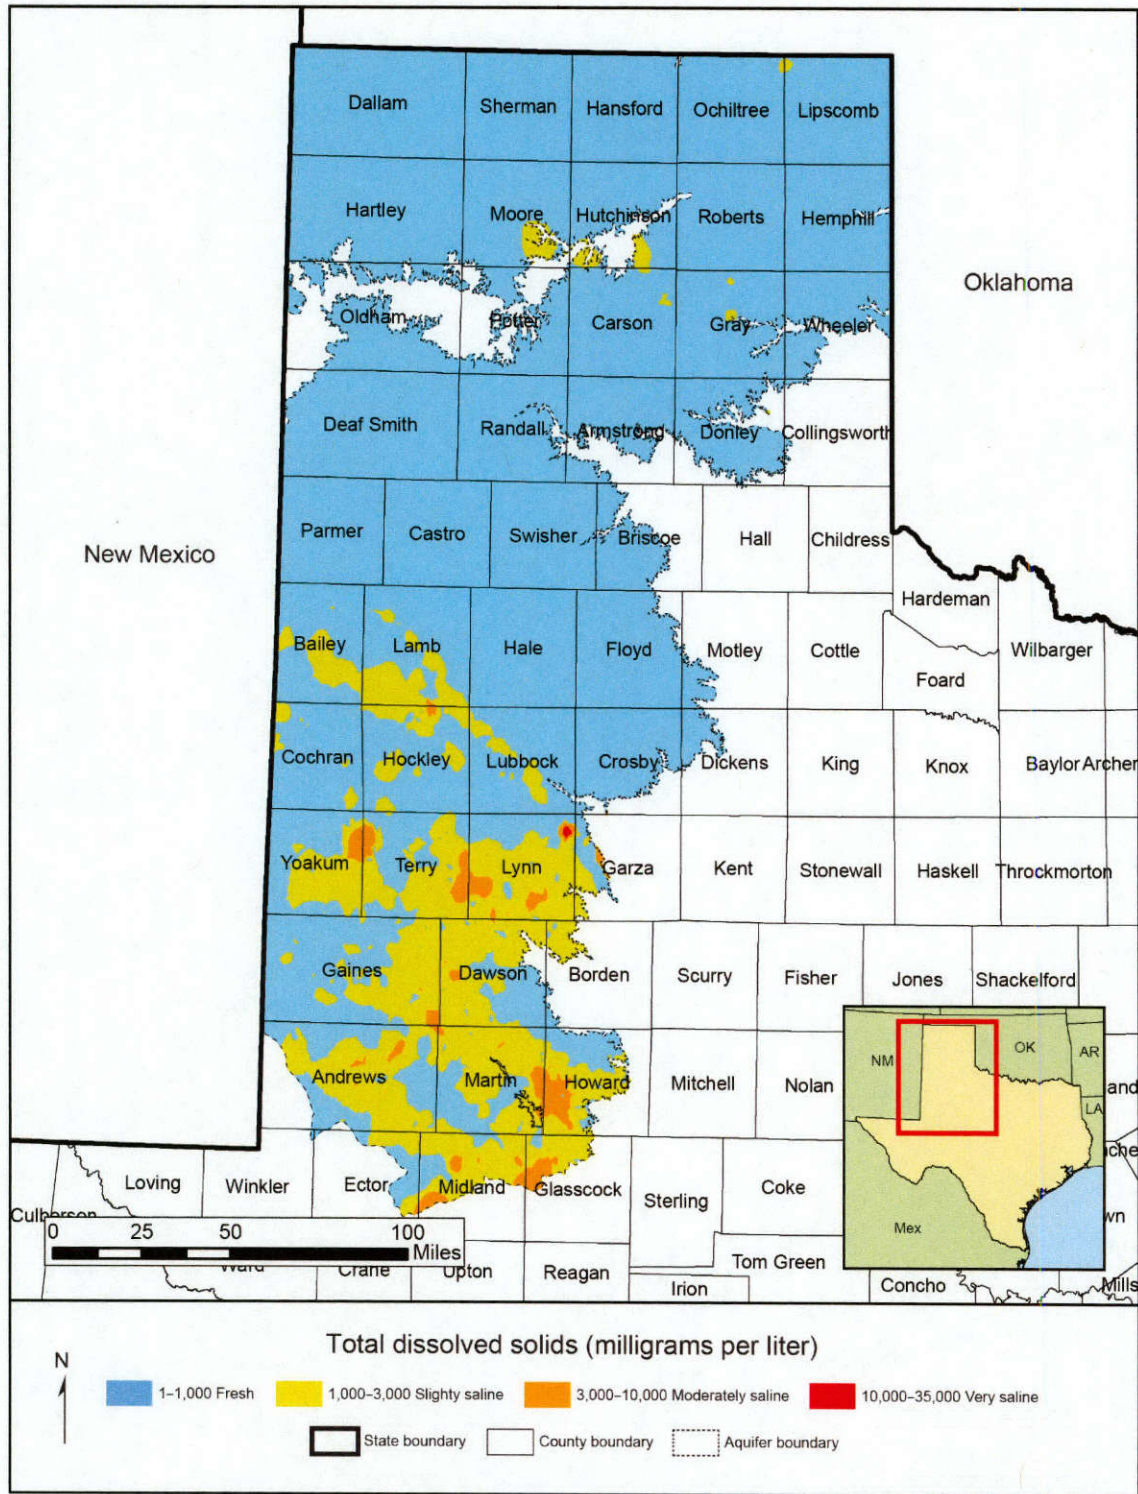 Dallam Sherman Hansford Ochiltree Lipscomb
Hartley Moore Hutchinson Roberts Hemphill
Oklahoma
Oldham Potter Carson Gray Wheeler
Deaf Smith Randall Armstrong Donley Collingsworth
New Mexico
Parmer Castro Swisher Briscoe Hall Childress
Hardeman
Bailey Lamb Hale Floyd Motley Cottle Wilbarger
Foard
Cochran Hockley Lubbock Crosby Dickens King Knox Baylor Archer
Yoakum Terry Lynn Garza Kent Stonewall Haskell Throckmorton
Gaines Dawson Borden Scurry Fisher Jones Shackelford
Andrews Martin Howard Mitchell Nolan
NM OK AR
LA
Mex
and
Loving Winkler Ector Midland Glasscock Sterling Coke
Culberson
wn
0 25 50 100
Miles
Ward Crane Upton Reagan Tom Green
Irion Concho Mills
Total dissolved solids (milligrams per liter)
N
1–1,000 Fresh 1,000–3,000 Slighty saline 3,000–10,000 Moderately saline 10,000–35,000 Very saline
State boundary County boundary Aquifer boundary